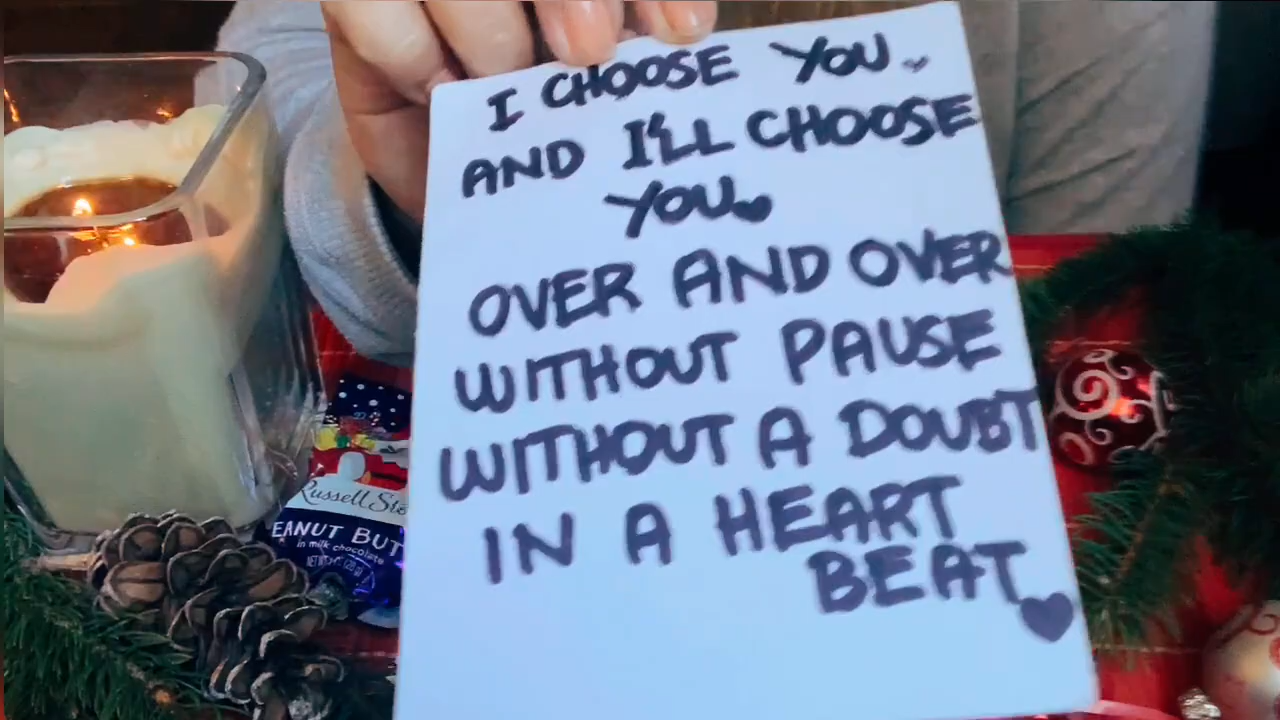 I CHOOSE YOU.
AND I'LL CHOOSE
YOU
OVER AND OVER
WITHOUT PAUSE
WITHOUT A DOUBT
IN A HEART
BEAT
Russell Sto
EANUT BUT
in milk chocolate